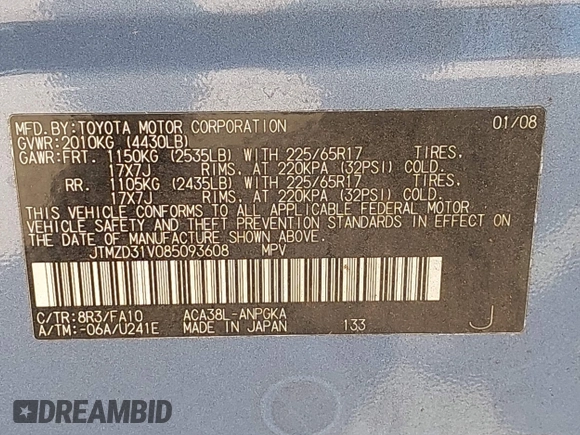 MFD.BY:TOYOTA MOTOR CORPORATION 01/08
GVWR:2010KG (4430LB)
GAWR:FRT. 1150KG (2535LB) WITH 225/65R17 TIRES.
17X7J RIMS. AT 220KPA (32PSI) COLD.
RR. 1105KG (2435LB) WITH 225/65R17 TIRES.
17X7J RIMS. AT 220KPA (32PSI) COLD.
THIS VEHICLE CONFORMS TO ALL APPLICABLE FEDERAL MOTOR
VEHICLE SAFETY AND THEFT PREVENTION STANDARDS IN EFFECT
ON THE DATE OF MANUFACTURE SHOWN ABOVE.
JTMZD31V085093608 MPV
C/TR:8R3/FA10 ACA38L-ANPGKA
A/TM:-06A/U241E MADE IN JAPAN 133 J
DREAMBID